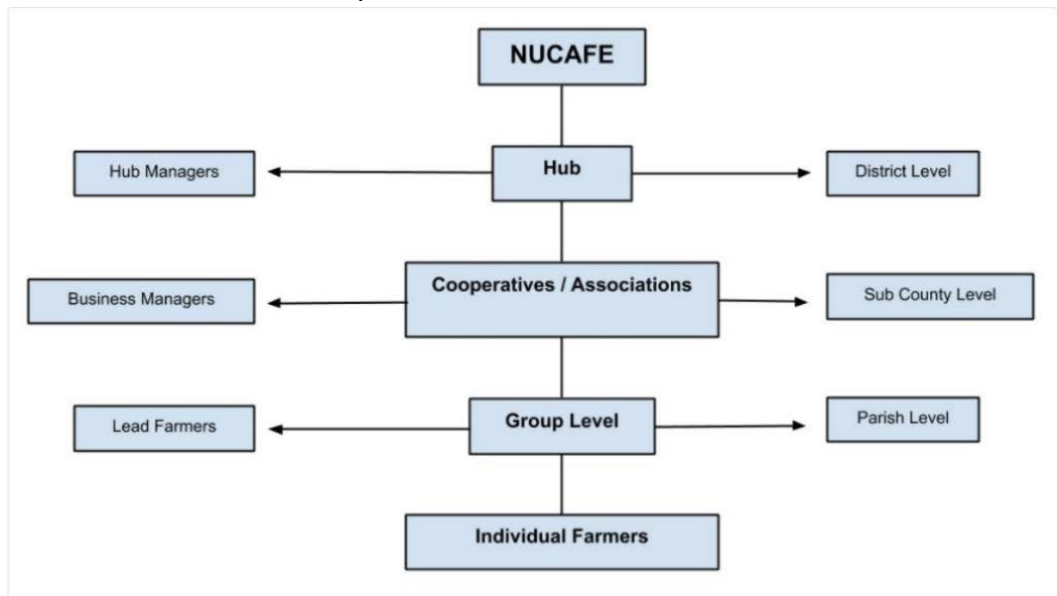 NUCAFE
Hub Managers
Hub
District Level
Business Managers
Cooperatives / Associations
Sub County Level
Lead Farmers
Group Level
Parish Level
Individual Farmers